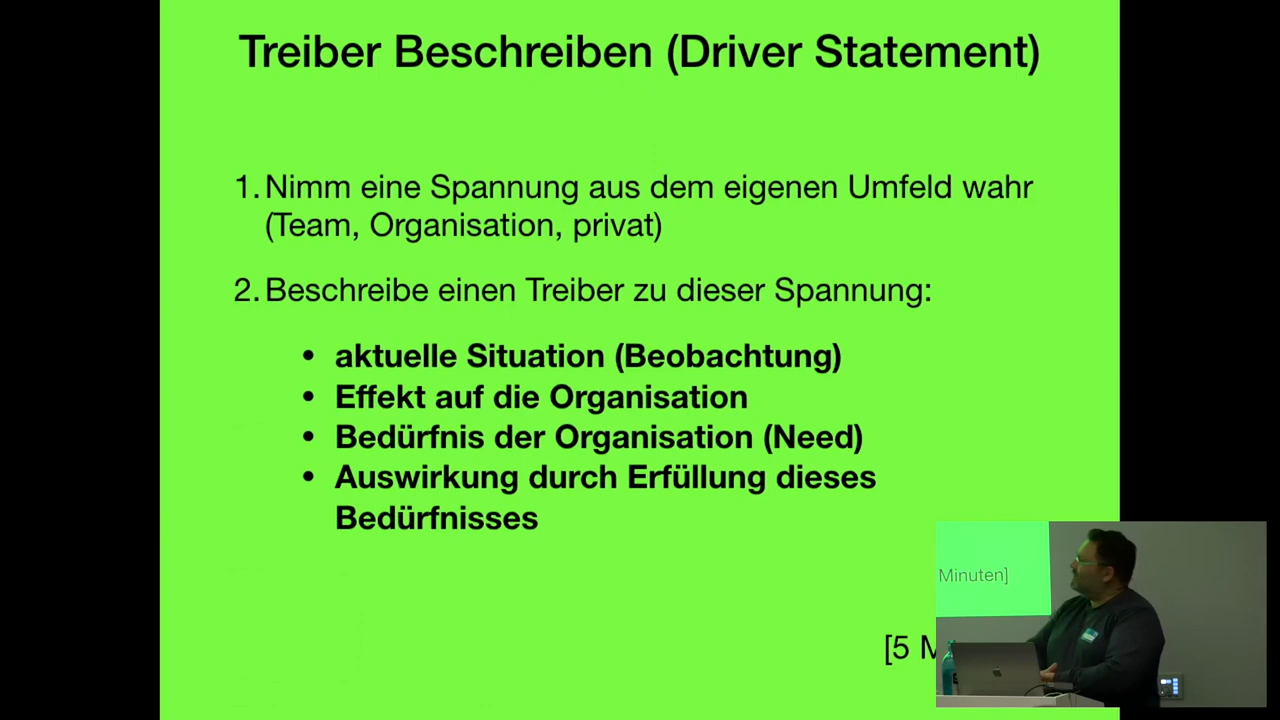 Treiber Beschreiben (Driver Statement)
1. Nimm eine Spannung aus dem eigenen Umfeld wahr
(Team, Organisation, privat)
2. Beschreibe einen Treiber zu dieser Spannung:
• aktuelle Situation (Beobachtung)
• Effekt auf die Organisation
• Bedürfnis der Organisation (Need)
• Auswirkung durch Erfüllung dieses
Bedürfnisses
[5 M
Minuten]